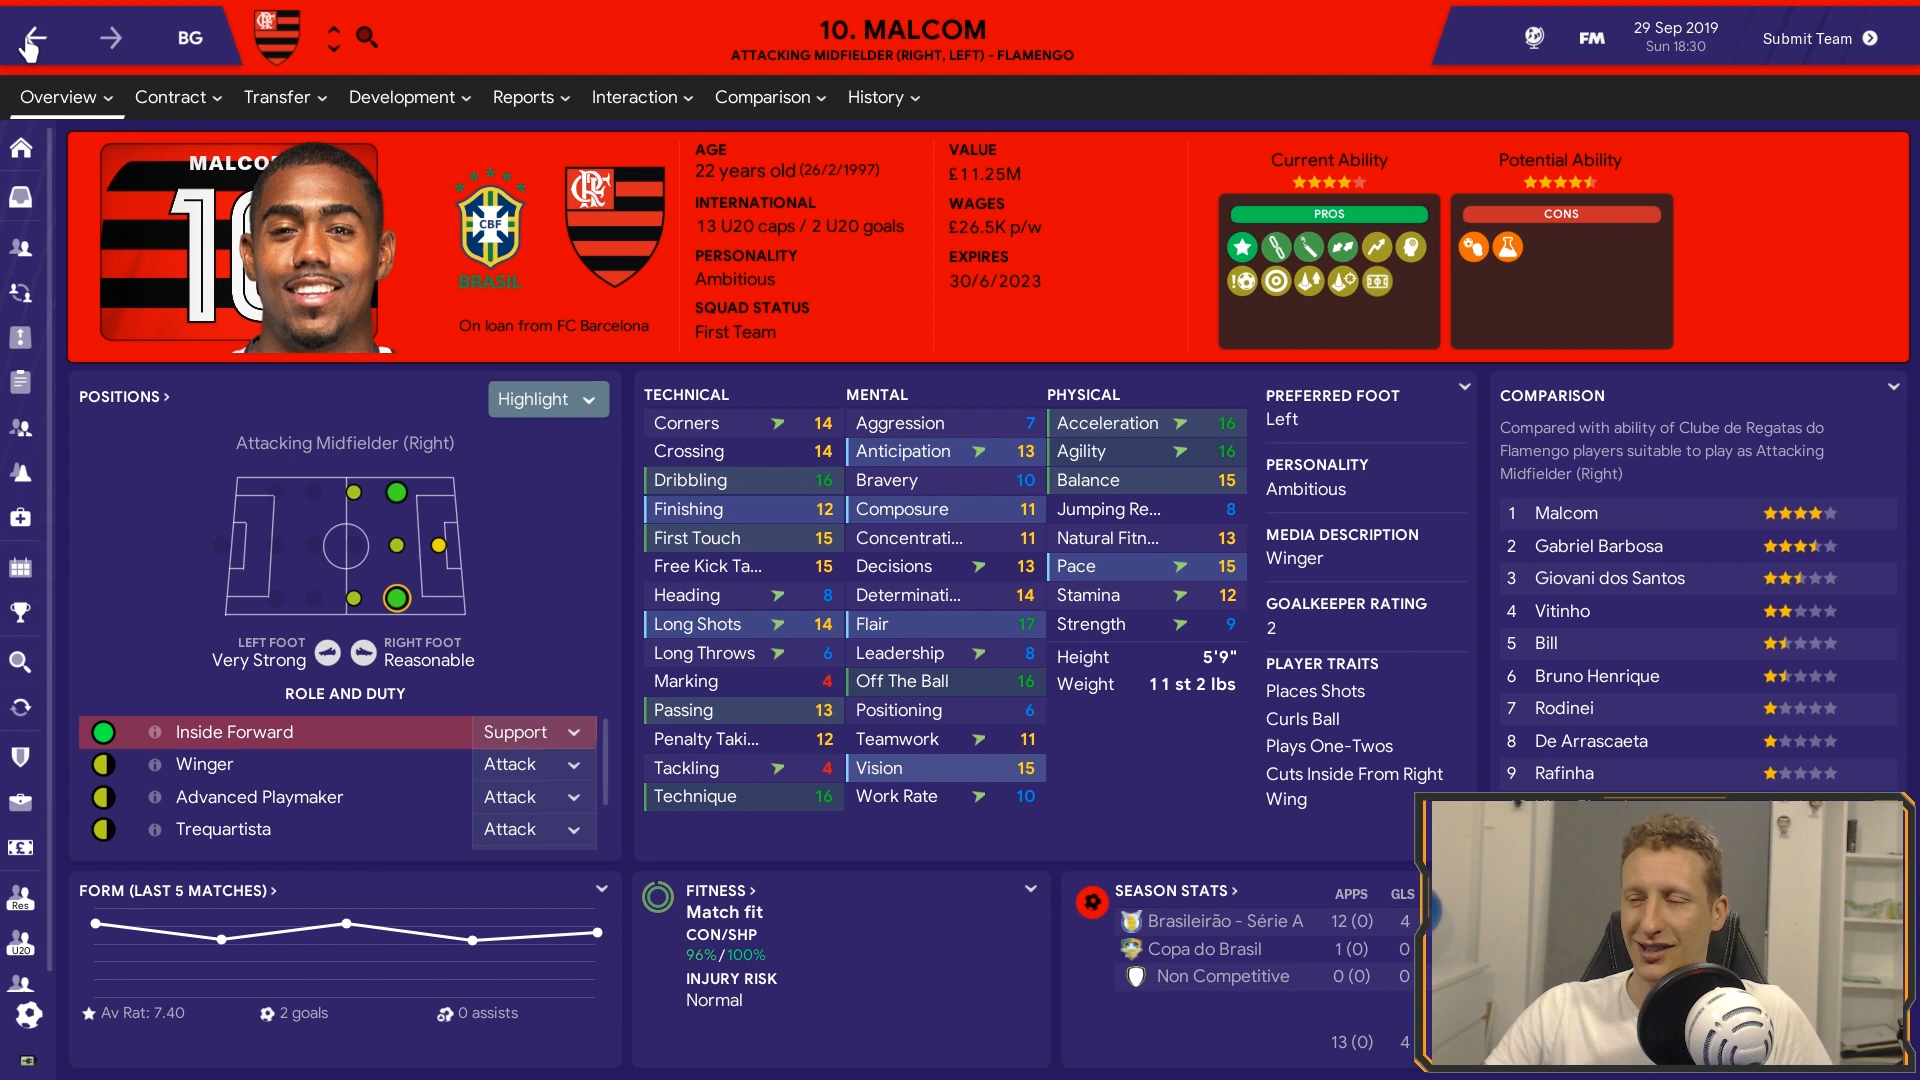 BG
10. MALCOM
ATTACKING MIDFIELDER (RIGHT, LEFT) - FLAMENGO
FM
29 Sep 2019
Sun 18:30
Submit Team
Overview
Contract
Transfer
Development
Reports
Interaction
Comparison
History
10
CBF
BRASIL
On loan from FC Barcelona
AGE
22 years old (26/2/1997)
INTERNATIONAL
13 U20 caps / 2 U20 goals
PERSONALITY
Ambitious
SQUAD STATUS
First Team
VALUE
£11.25M
WAGES
£26.5K p/w
EXPIRES
30/6/2023
Current Ability
PROS
Potential Ability
CONS
POSITIONS >
Highlight
Attacking Midfielder (Right)
LEFT FOOT
Very Strong
RIGHT FOOT
Reasonable
ROLE AND DUTY
Inside Forward Support
Winger Attack
Advanced Playmaker Attack
Trequartista Attack
TECHNICAL
Corners 14
Crossing 14
Dribbling 16
Finishing 12
First Touch 15
Free Kick Ta... 15
Heading 8
Long Shots 14
Long Throws 6
Marking 4
Passing 13
Penalty Taki... 12
Tackling 4
Technique 16
MENTAL
Aggression 7
Anticipation 13
Bravery 10
Composure 11
Concentrati... 11
Decisions 13
Determinati... 14
Flair 17
Leadership 8
Off The Ball 16
Positioning 6
Teamwork 11
Vision 15
Work Rate 10
PHYSICAL
Acceleration 16
Agility 16
Balance 15
Jumping Re... 8
Natural Fitn... 13
Pace 15
Stamina 12
Strength 9
Height 5'9"
Weight 11 st 2 lbs
PREFERRED FOOT
Left
PERSONALITY
Ambitious
MEDIA DESCRIPTION
Winger
GOALKEEPER RATING
2
PLAYER TRAITS
Places Shots
Curls Ball
Plays One-Twos
Cuts Inside From Right
Wing
COMPARISON
Compared with ability of Clube de Regatas do
Flamengo players suitable to play as Attacking
Midfielder (Right)
1 Malcom
2 Gabriel Barbosa
3 Giovani dos Santos
4 Vitinho
5 Bill
6 Bruno Henrique
7 Rodinei
8 De Arrascaeta
9 Rafinha
Res
U20
FORM (LAST 5 MATCHES) >
Av Rat: 7.40
2 goals
0 assists
FITNESS >
Match fit
CON/SHP
96%/100%
INJURY RISK
Normal
SEASON STATS > APPS GLS
Brasileirão - Série A 12 (0) 4
Copa do Brasil 1 (0) 0
Non Competitive 0 (0) 0
13 (0) 4